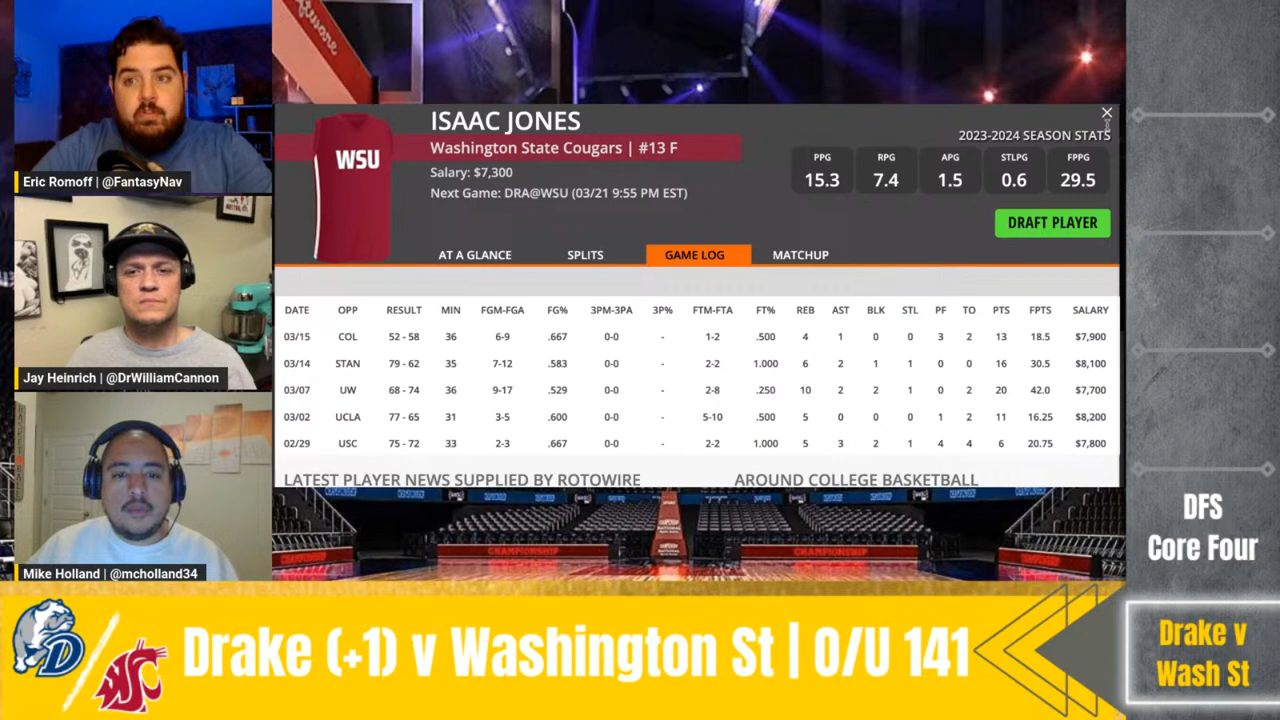 Eric Romoff | @FantasyNav
Jay Heinrich | @DrWilliamCannon
Mike Holland | @mcholland34
WSU
ISAAC JONES
Washington State Cougars | #13 F
Salary: $7,300
Next Game: DRA@WSU (03/21 9:55 PM EST)
2023-2024 SEASON STATS
PPG RPG APG STLPG FPPG
15.3 7.4 1.5 0.6 29.5
DRAFT PLAYER
AT A GLANCE SPLITS GAME LOG MATCHUP
DATE OPP RESULT MIN FGM-FGA FG% 3PM-3PA 3P% FTM-FTA FT% REB AST BLK STL PF TO PTS FPTS SALARY
03/15 COL 52 - 58 36 6-9 .667 0-0 - 1-2 .500 4 1 0 0 3 2 13 18.5 $7,900
03/14 STAN 79 - 62 35 7-12 .583 0-0 - 2-2 1.000 6 2 1 1 0 0 16 30.5 $8,100
03/07 UW 68 - 74 36 9-17 .529 0-0 - 2-8 .250 10 2 2 1 0 2 20 42.0 $7,700
03/02 UCLA 77 - 65 31 3-5 .600 0-0 - 5-10 .500 5 0 0 0 1 2 11 16.25 $8,200
02/29 USC 75 - 72 33 2-3 .667 0-0 - 2-2 1.000 5 3 2 1 4 4 6 20.75 $7,800
LATEST PLAYER NEWS SUPPLIED BY ROTOWIRE AROUND COLLEGE BASKETBALL
CHAMPIONSHIP
CHAMPIONSHIP
DFS
Core Four
D
WSC
Drake (+1) v Washington St | O/U 141
Drake v
Wash St